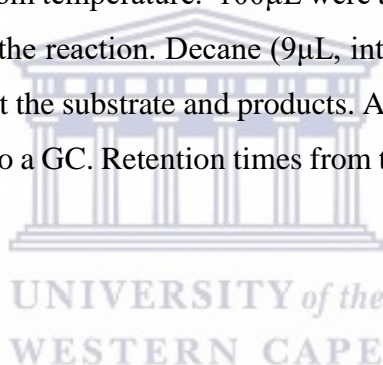 om temperature. 100µL were a
the reaction. Decane (9µL, int
t the substrate and products. A
o a GC. Retention times from t
UNIVERSITY of the
WESTERN CAPE